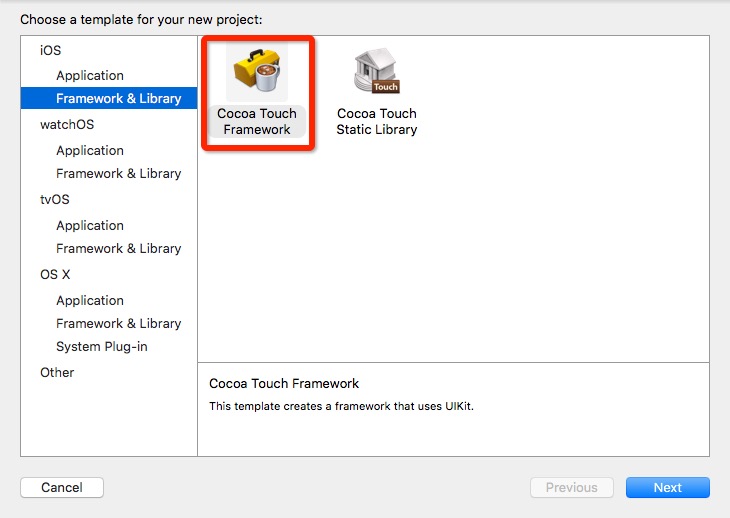 Choose a template for your new project:
iOS
Application
Framework & Library
watchOS
Application
Framework & Library
tvOS
Application
Framework & Library
OS X
Application
Framework & Library
System Plug-in
Other
Cocoa Touch
Framework
Touch
Cocoa Touch
Static Library
Cocoa Touch Framework
This template creates a framework that uses UIKit.
Cancel
Previous
Next